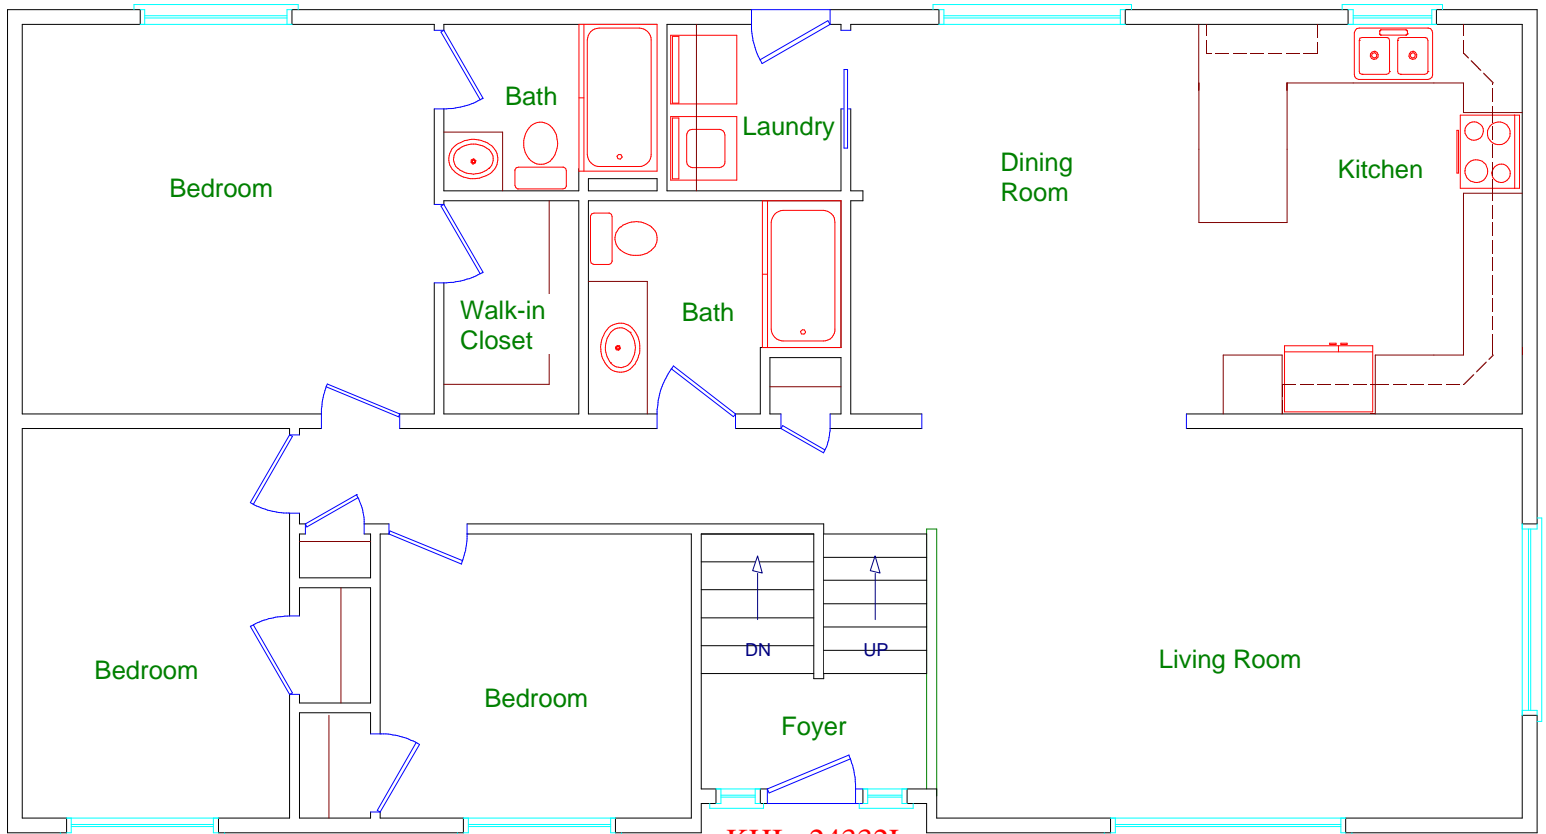 Bath
Laundry
Dining
Room
Kitchen
Bedroom
Walk-in
Closet
Bath
Bedroom
Bedroom
DN
UP
Living Room
Foyer